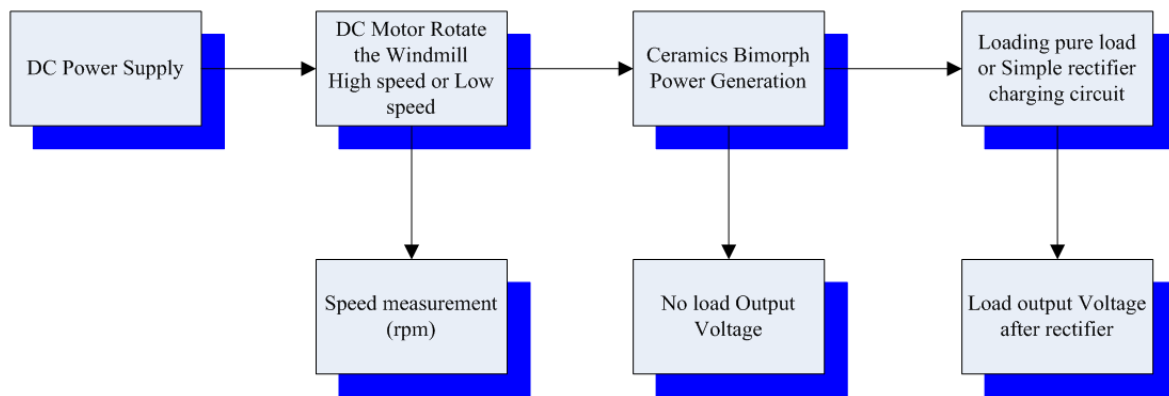 DC Power Supply
DC Motor Rotate
the Windmill
High speed or Low
speed
Ceramics Bimorph
Power Generation
Loading pure load
or Simple rectifier
charging circuit
Speed measurement
(rpm)
No load Output
Voltage
Load output Voltage
after rectifier